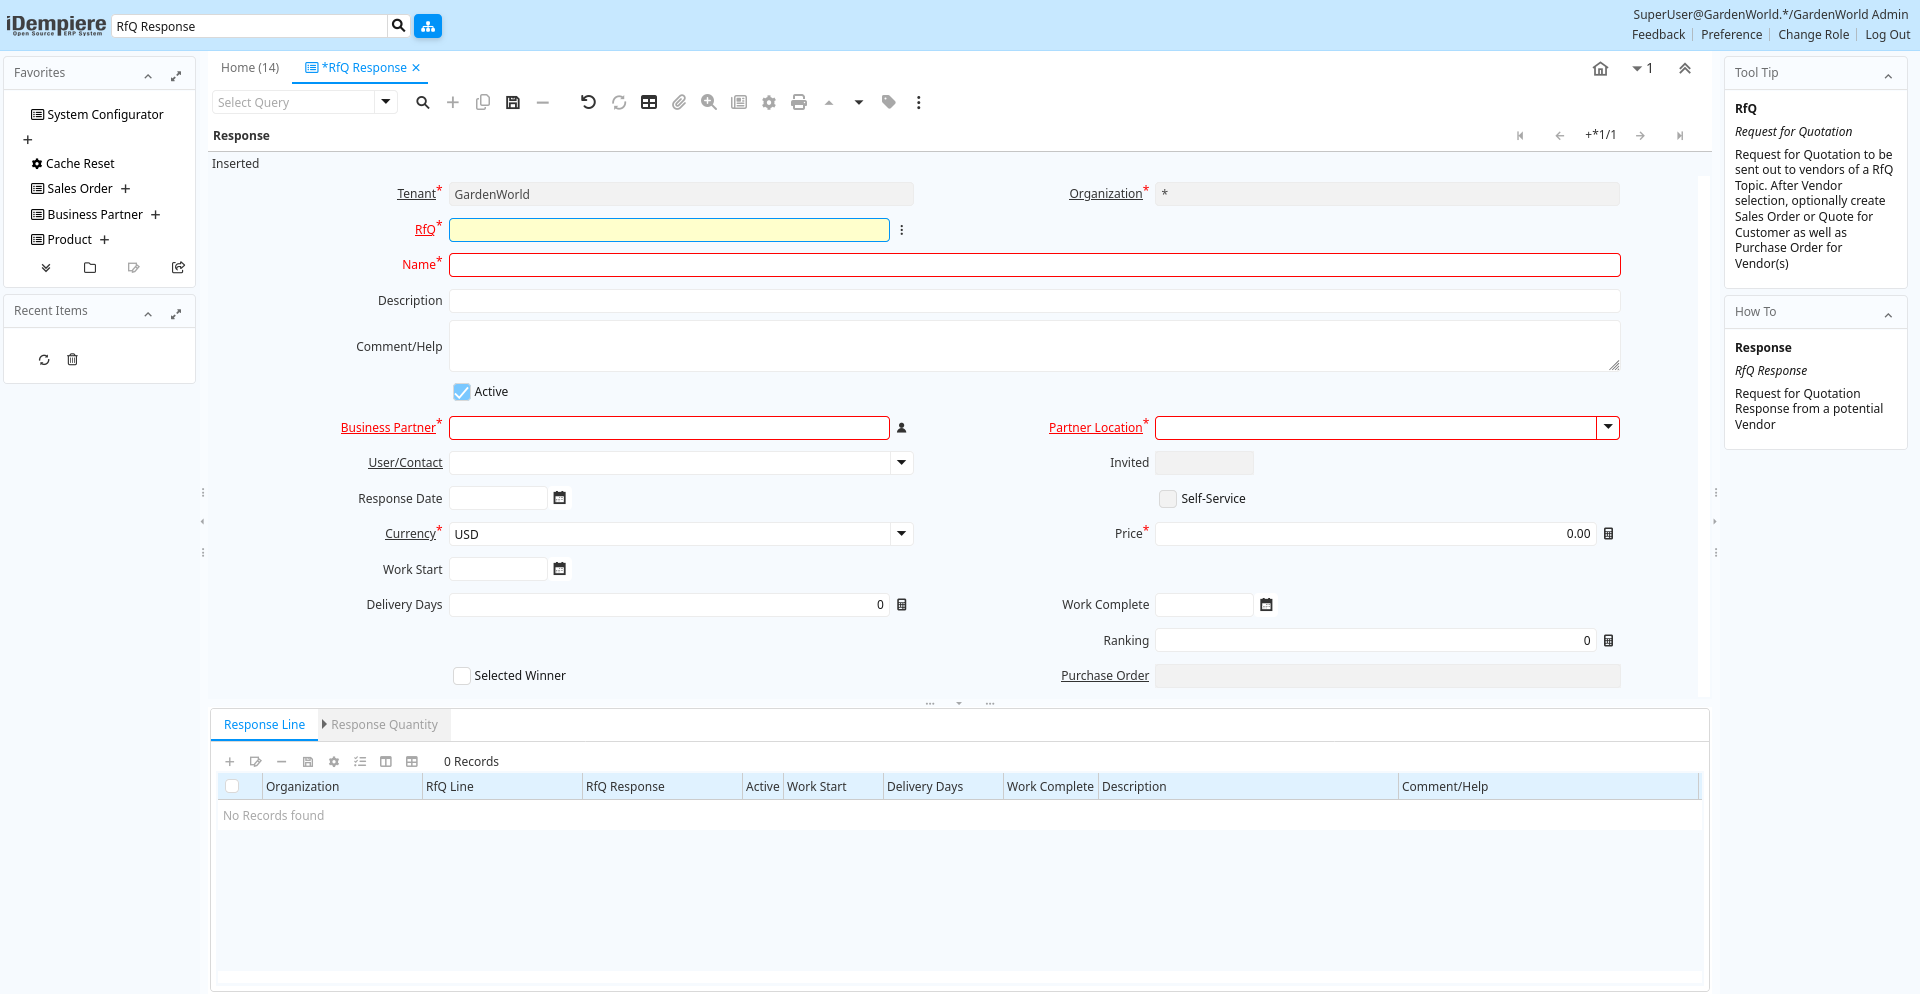 iDempiere
Open Source ERP System
RfQ Response
SuperUser@GardenWorld.*/GardenWorld Admin
Feedback Preference Change Role Log Out
Favorites
System Configurator
Cache Reset
Sales Order
Business Partner
Product
Recent Items
Home (14)
*RfQ Response
1
Select Query
Response
+*1/1
Inserted
Tenant* GardenWorld
Organization* *
RfQ*
Name*
Description
Comment/Help
Active
Business Partner*
Partner Location*
User/Contact
Invited
Response Date
Self-Service
Currency* USD
Price* 0.00
Work Start
Delivery Days 0
Work Complete
Ranking 0
Selected Winner
Purchase Order
Response Line
Response Quantity
0 Records
Organization RfQ Line RfQ Response Active Work Start Delivery Days Work Complete Description Comment/Help
No Records found
Tool Tip
RfQ
Request for Quotation
Request for Quotation to be
sent out to vendors of a RfQ
Topic. After Vendor
selection, optionally create
Sales Order or Quote for
Customer as well as
Purchase Order for
Vendor(s)
How To
Response
RfQ Response
Request for Quotation
Response from a potential
Vendor